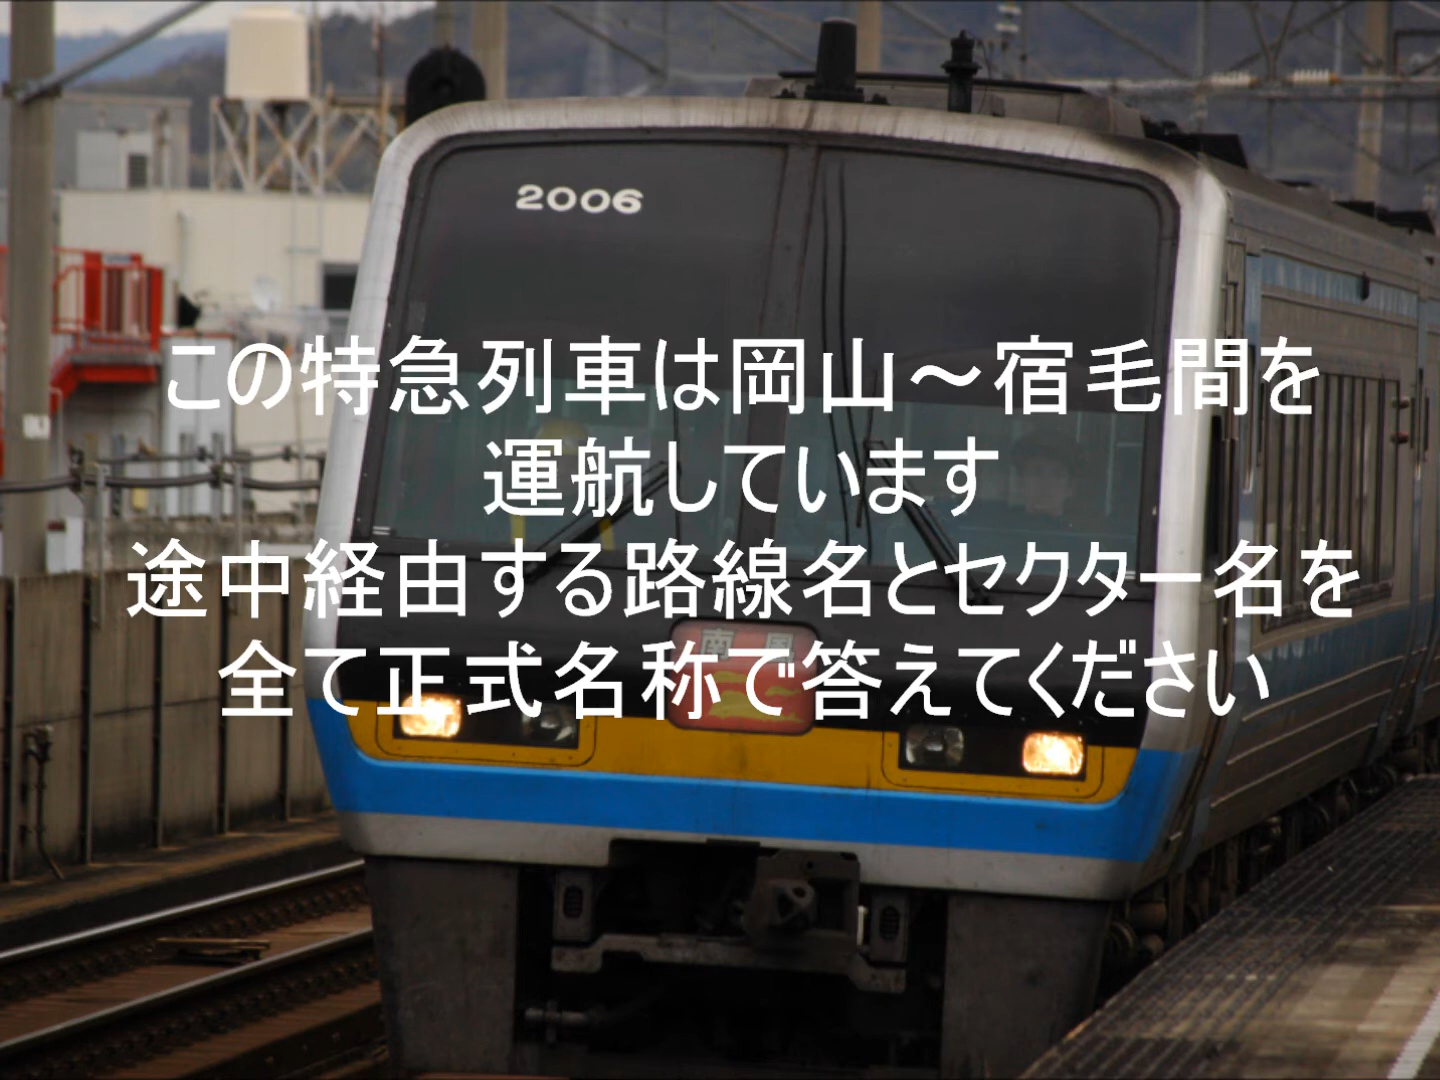 2006
この特急列車は岡山～宿毛間を
運航しています
途中経由する路線名とセクター名を
全て正式名称で答えてください
南風